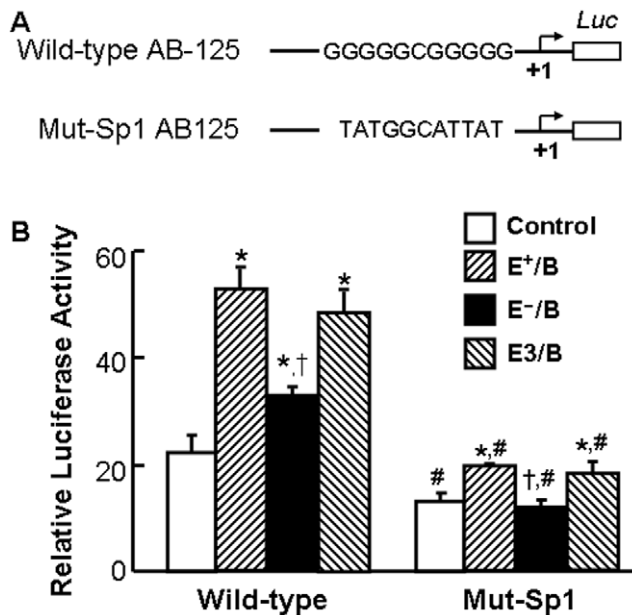 A
Luc
Wild-type AB-125 GGGGGCGGGGG
+1
Mut-Sp1 AB125 TATGGCATTAT
+1
B
Control
E⁺/B
E⁻/B
E3/B
Relative Luciferase Activity
60
40
20
0
*
*,†
*
#
*,#
†,#
*,#
Wild-type Mut-Sp1